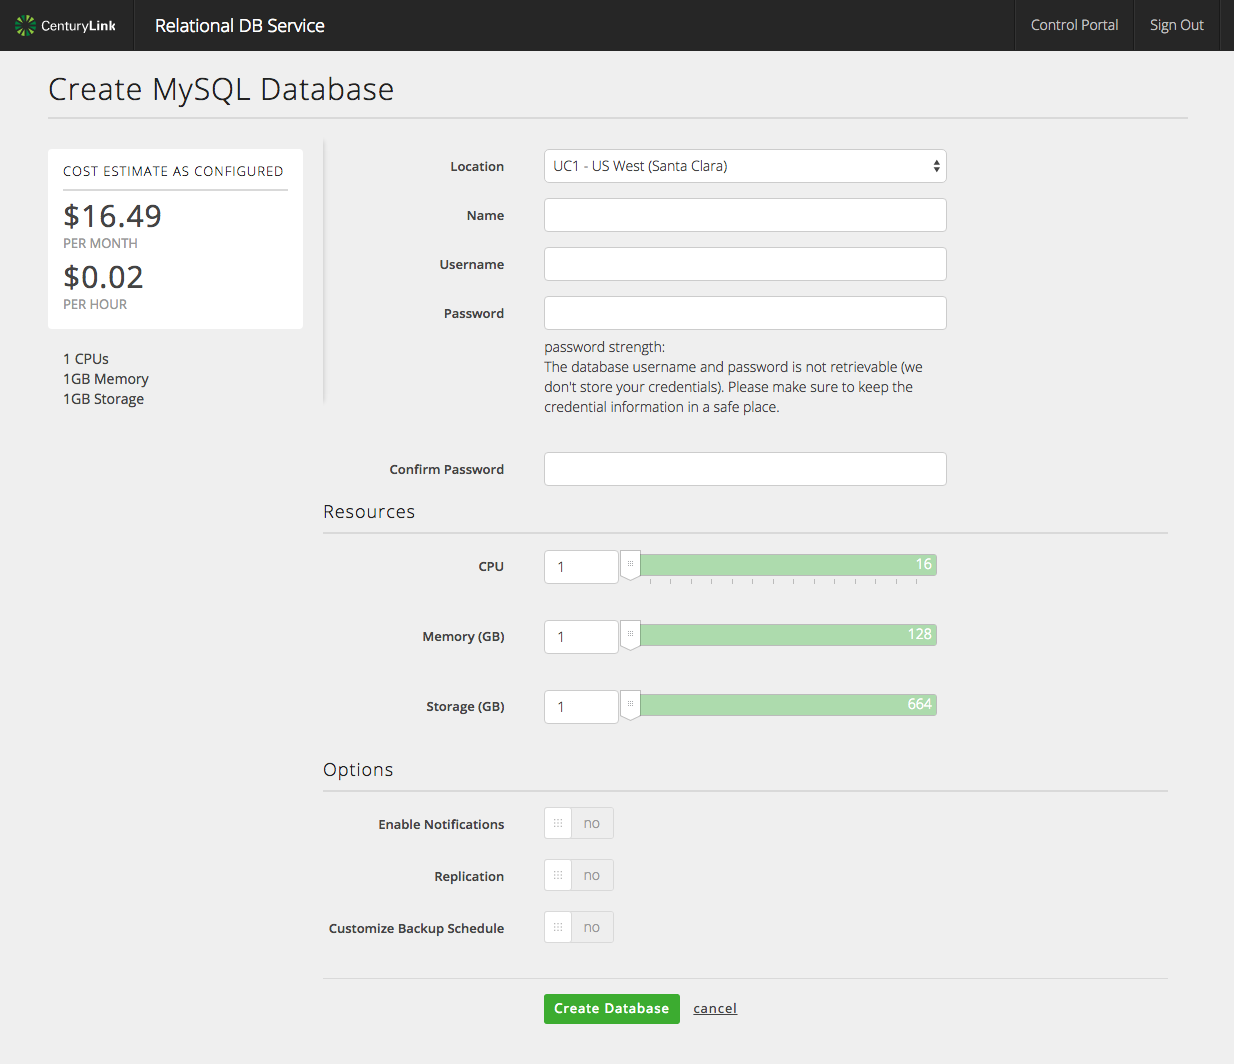 CenturyLink
Relational DB Service
Control Portal
Sign Out
Create MySQL Database
COST ESTIMATE AS CONFIGURED
$16.49
PER MONTH
$0.02
PER HOUR
1 CPUs
1GB Memory
1GB Storage
Location
UC1 - US West (Santa Clara)
Name
Username
Password
password strength:
The database username and password is not retrievable (we
don't store your credentials). Please make sure to keep the
credential information in a safe place.
Confirm Password
Resources
CPU
1
16
Memory (GB)
1
128
Storage (GB)
1
664
Options
Enable Notifications
no
Replication
no
Customize Backup Schedule
no
Create Database
cancel